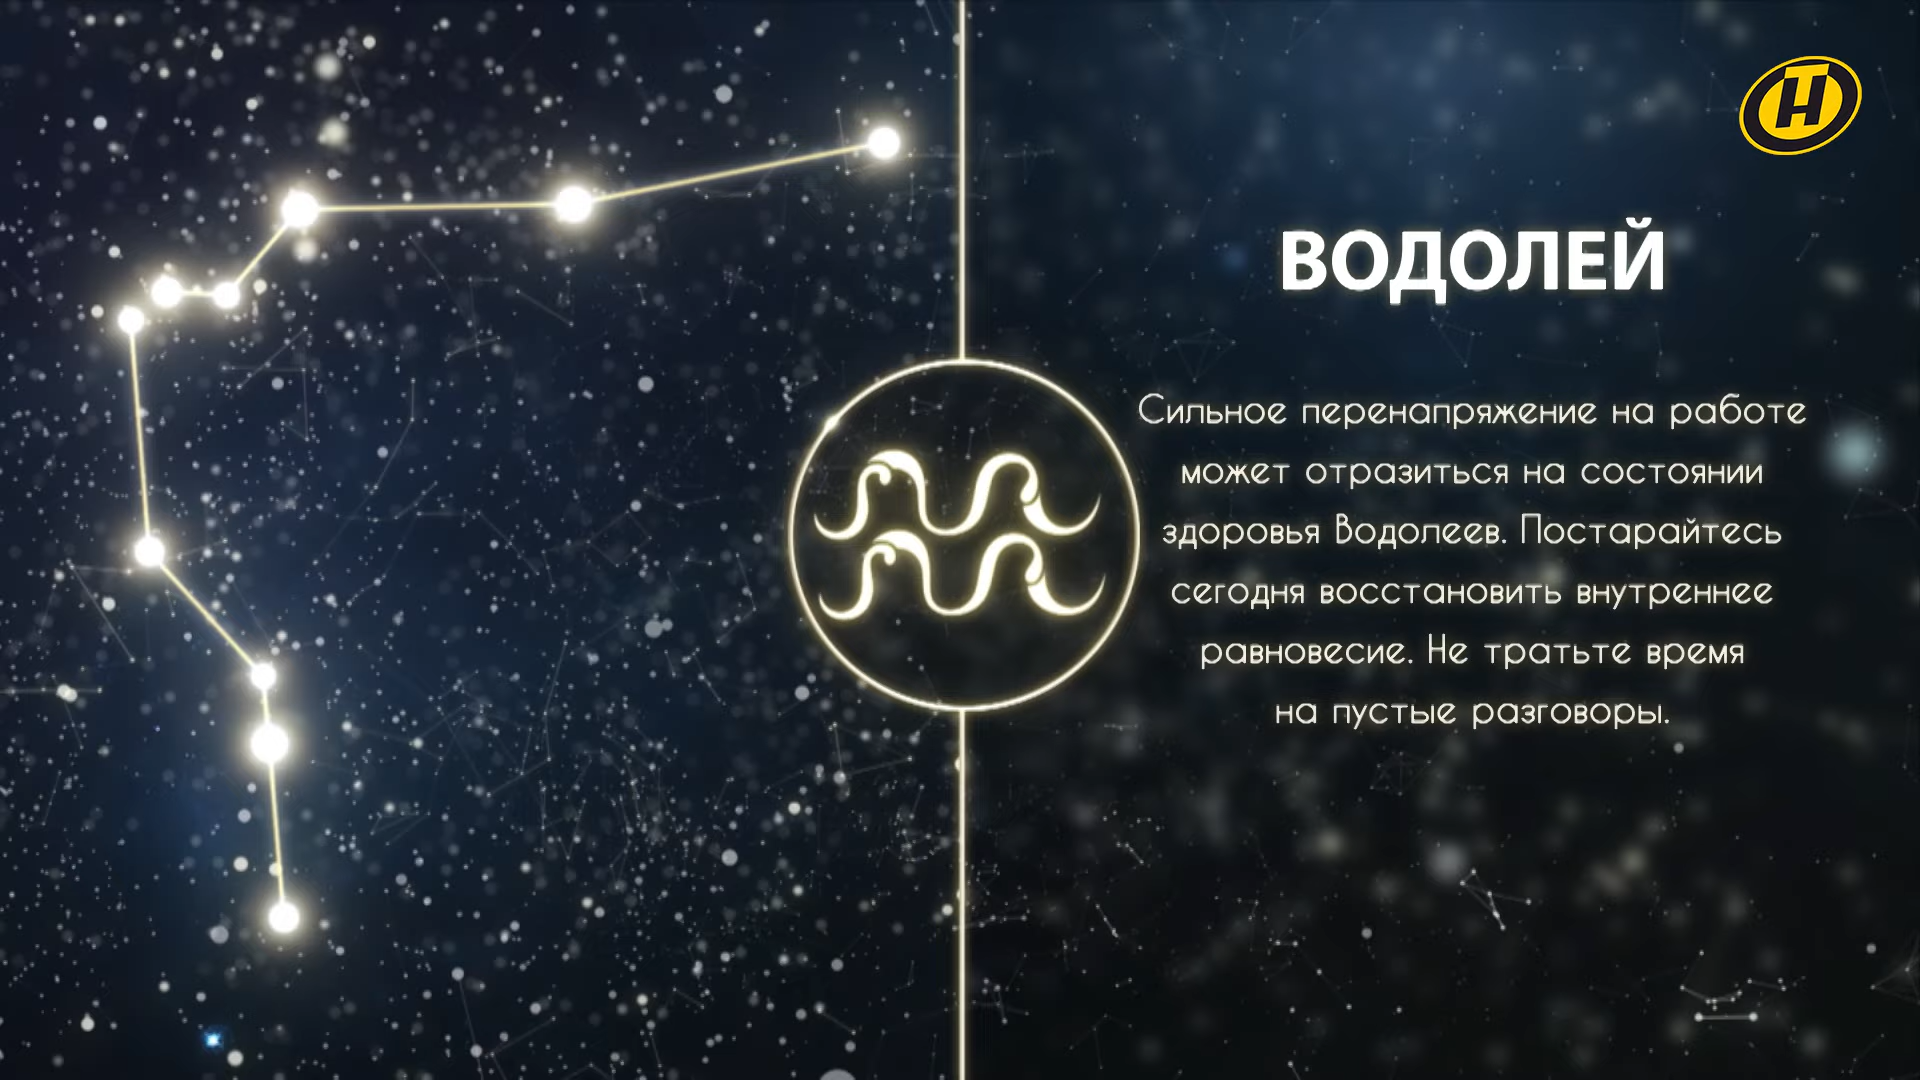 ОНТ
ВОДОЛЕЙ
Сильное перенапряжение на работе
может отразиться на состоянии
здоровья Водолеев. Постарайтесь
сегодня восстановить внутреннее
равновесие. Не тратьте время
на пустые разговоры.